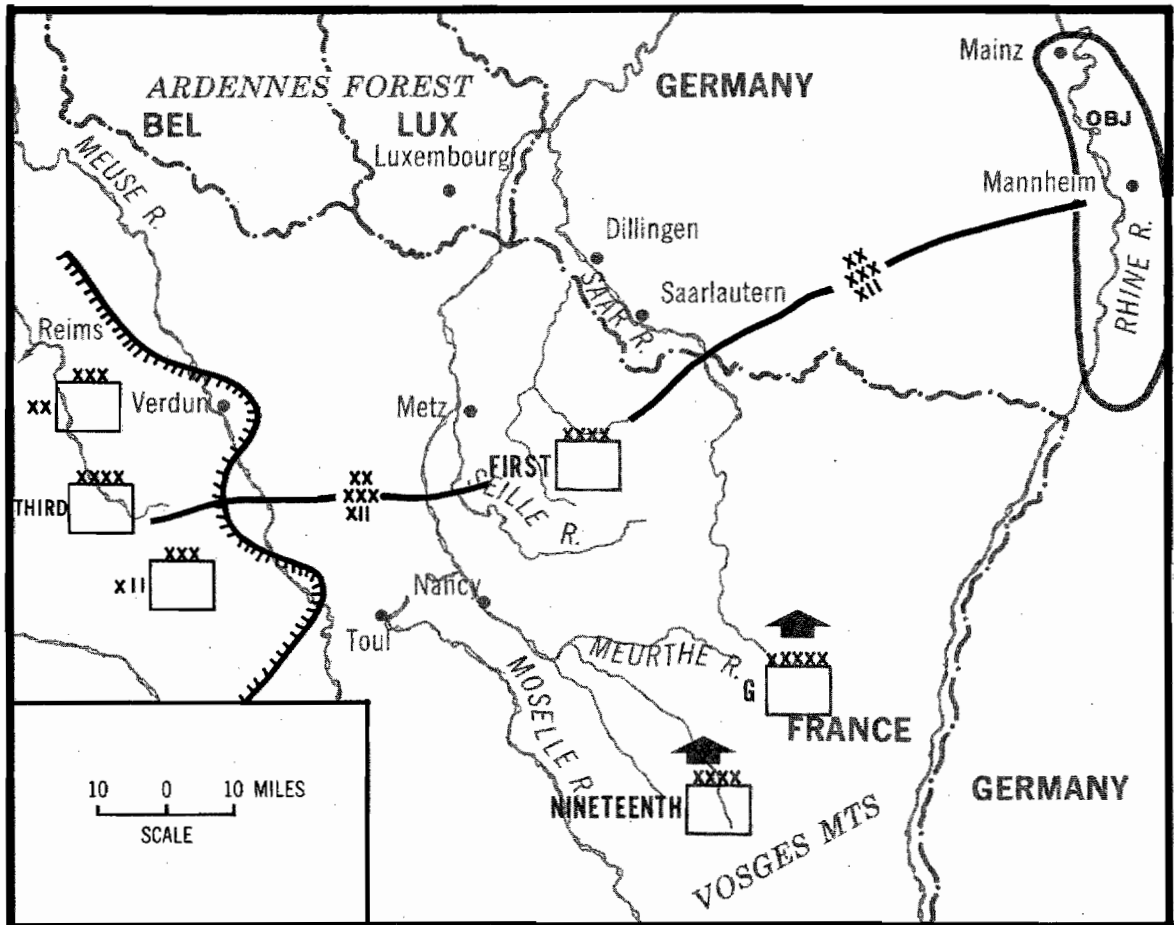 Mainz
ARDENNES FOREST
GERMANY
BEL
LUX
OBJ
MEUSE R.
Luxembourg
Mannheim
Dillingen
RHINE R.
XX
XXX
XII
SAAR R.
Saarlautern
Reims
XXX
XX
Verdun
Metz
XXXX
FIRST
XXXX
THIRD
XX
XXX
XII
SEILLE R.
XXX
XII
Nancy
Toul
MEURTHE R.
XXXXX
G
MOSELLE R.
FRANCE
XXXX
NINETEENTH
GERMANY
VOSGES MTS
10 0 10 MILES
SCALE